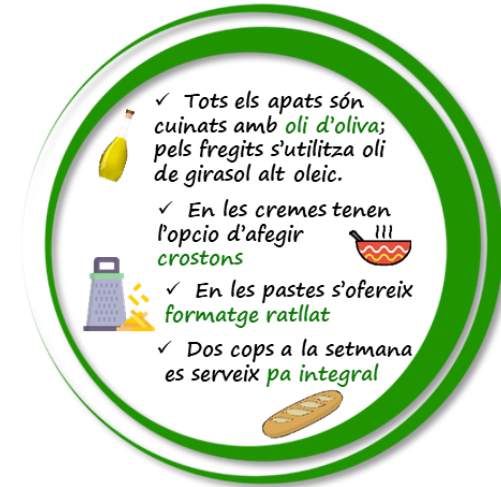 ✓ Tots els apats són
cuinats amb oli d'oliva;
pels fregits s'utilitza oli
de girasol alt oleic.
✓ En les cremes tenen
l'opcio d'afegir
crostons
✓ En les pastes s'ofereix
formatge ratllat
✓ Dos cops a la setmana
es serveix pa integral